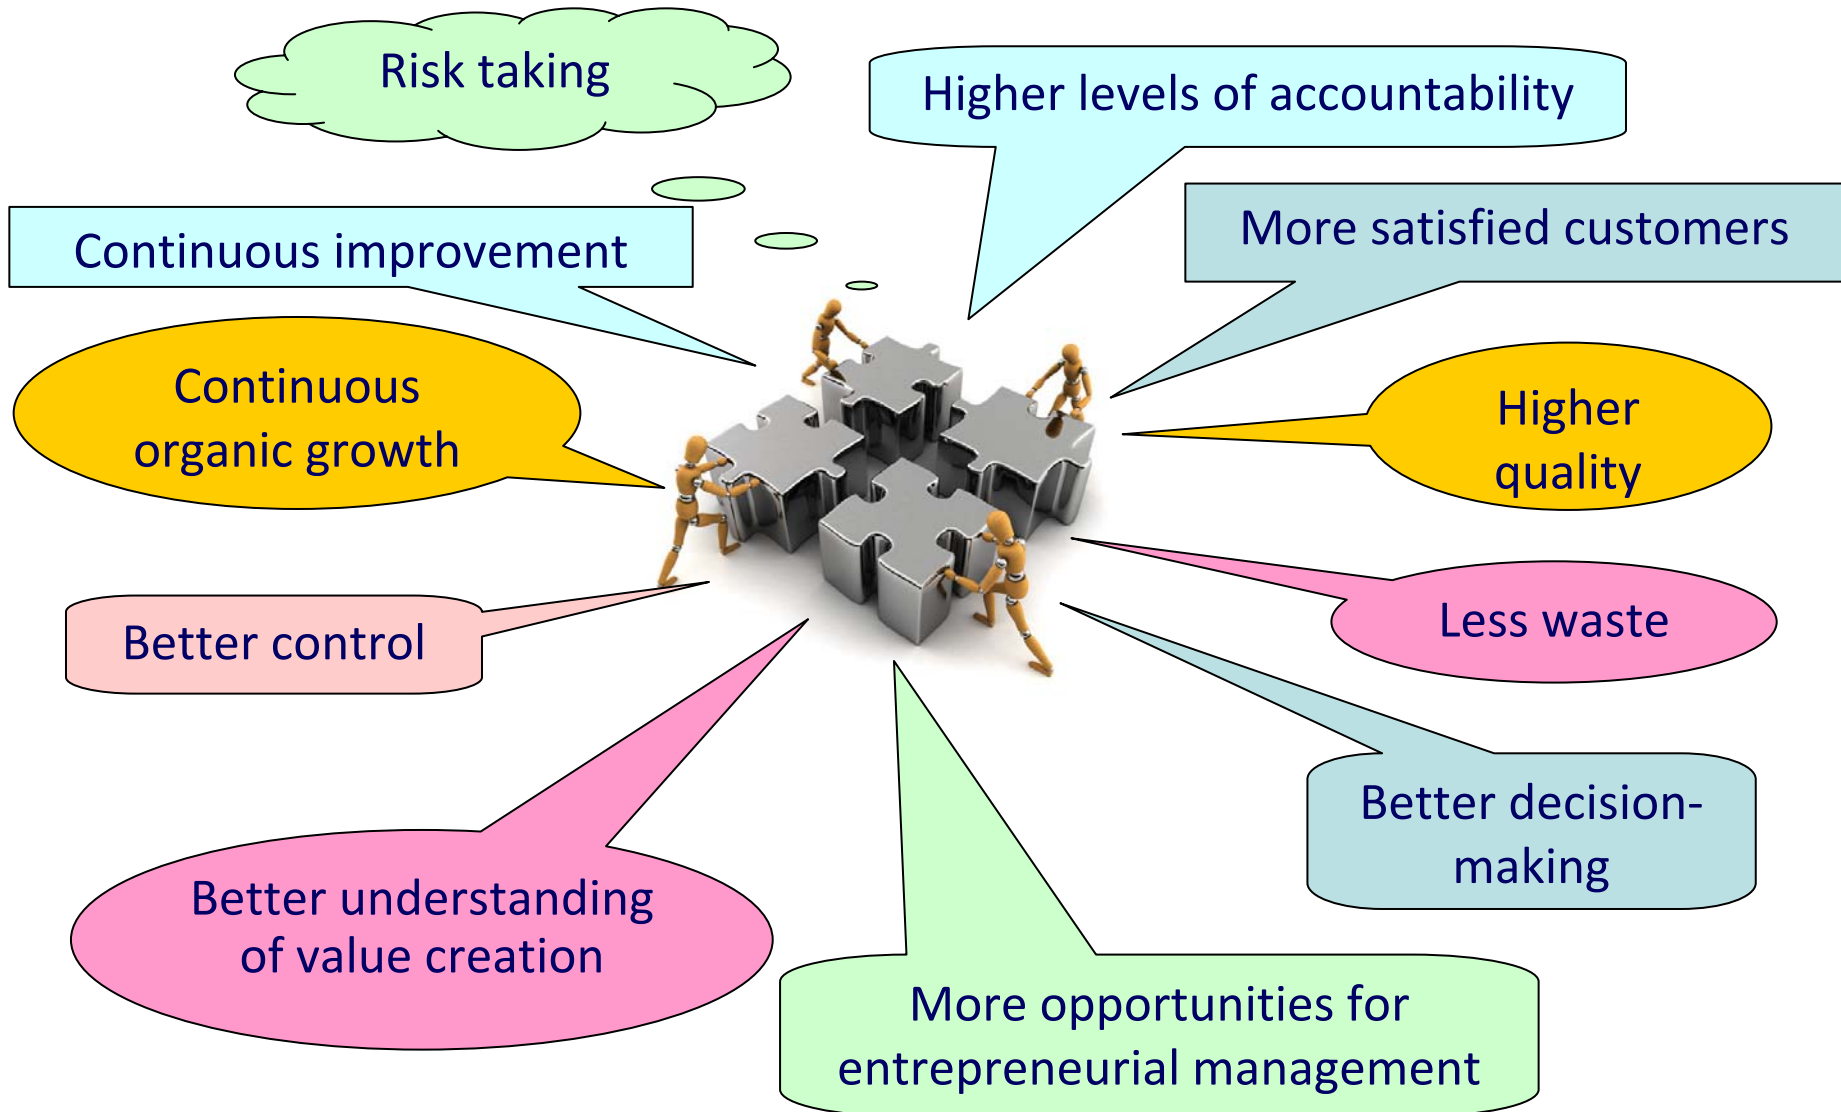 Risk taking
Higher levels of accountability
More satisfied customers
Continuous improvement
Continuous
organic growth
Higher
quality
Better control
Less waste
Better decision-
making
Better understanding
of value creation
More opportunities for
entrepreneurial management